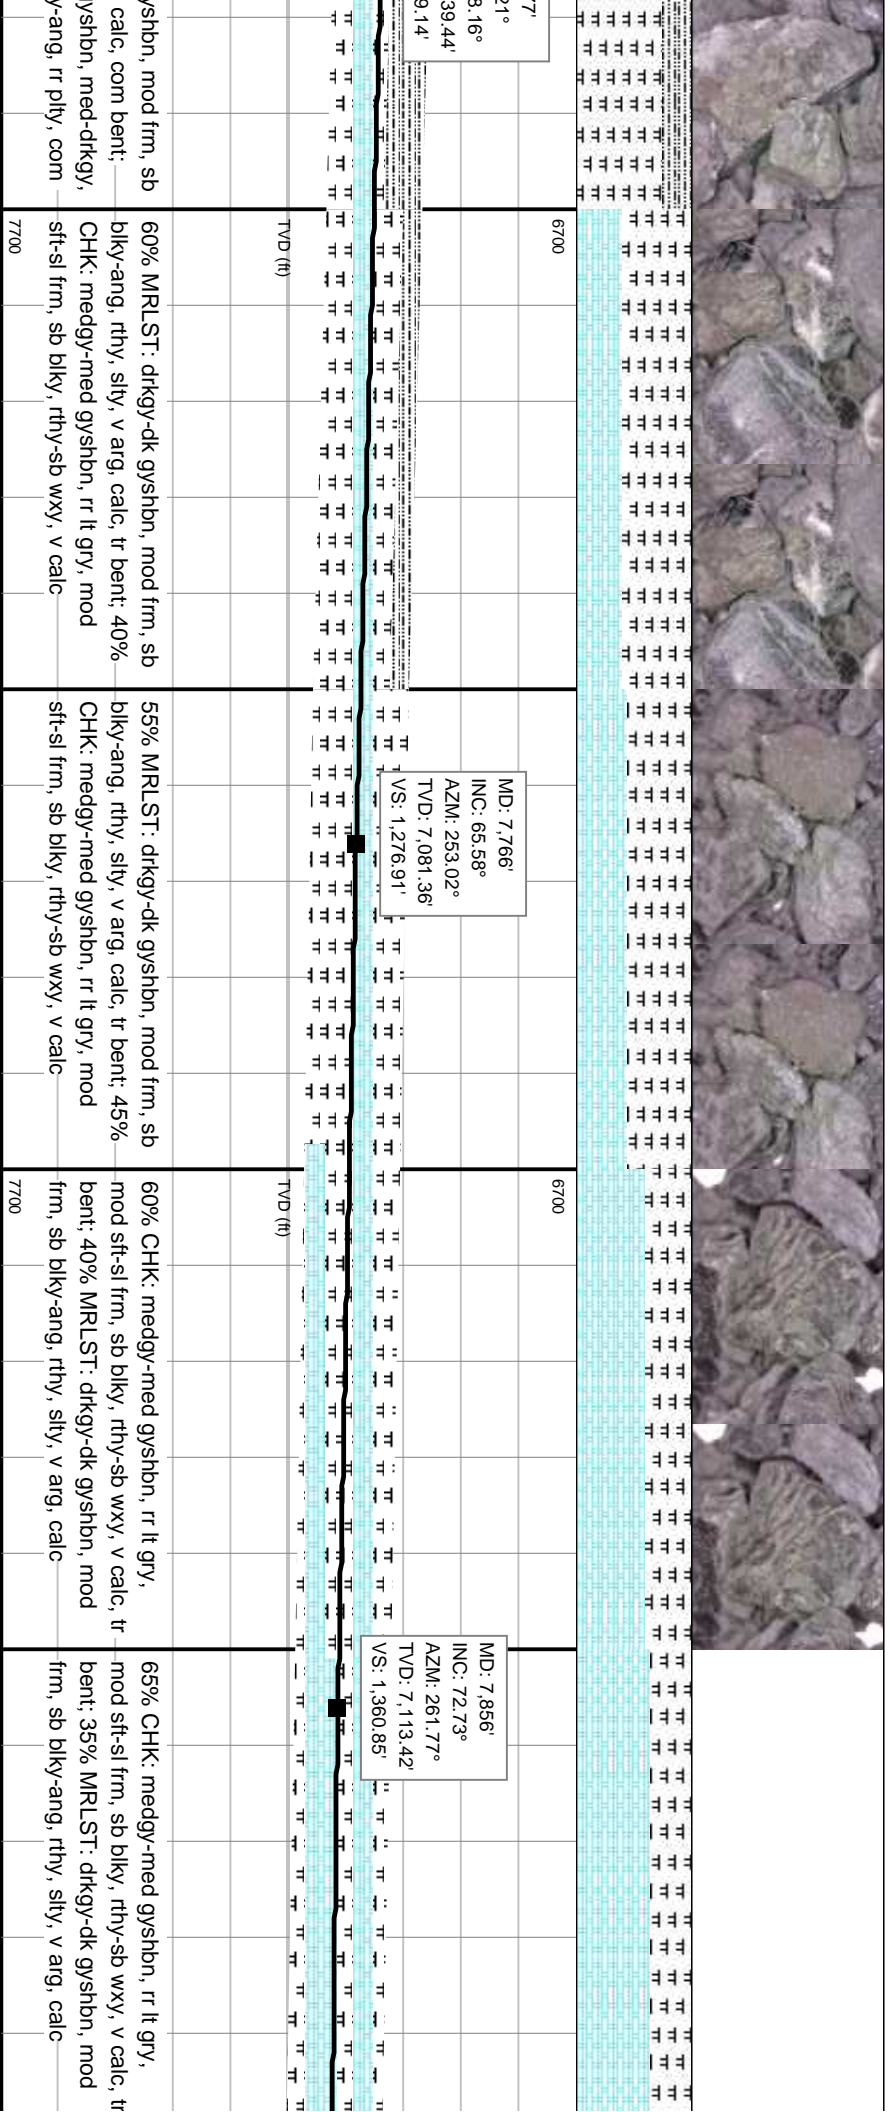 77'
21°
8.16°
39.44'
9.14'
yshbn, mod frm, sb
calc, com bent;
yshbn, med-drkgy,
y-ang, rr plty, com
6700
TVD (ft)
7700
60% MRLST: drkgy-dk gyshbn, mod frm, sb
blky-ang, rthy, slty, v arg, calc, tr bent; 40%
CHK: medgy-med gyshbn, rr lt gry, mod
sft-sl frm, sb blky, rthy-sb wxy, v calc
55% MRLST: drkgy-dk gyshbn, mod frm, sb
blky-ang, rthy, slty, v arg, calc, tr bent; 45%
CHK: medgy-med gyshbn, rr lt gry, mod
sft-sl frm, sb blky, rthy-sb wxy, v calc
MD: 7,766'
INC: 65.58°
AZM: 253.02°
TVD: 7,081.36'
VS: 1,276.91'
6700
TVD (ft)
7700
60% CHK: medgy-med gyshbn, rr lt gry,
mod sft-sl frm, sb blky, rthy-sb wxy, v calc, tr
bent; 40% MRLST: drkgy-dk gyshbn, mod
frm, sb blky-ang, rthy, slty, v arg, calc
MD: 7,856'
INC: 72.73°
AZM: 261.77°
TVD: 7,113.42'
VS: 1,360.85'
65% CHK: medgy-med gyshbn, rr lt gry,
mod sft-sl frm, sb blky, rthy-sb wxy, v calc, tr
bent; 35% MRLST: drkgy-dk gyshbn, mod
frm, sb blky-ang, rthy, slty, v arg, calc